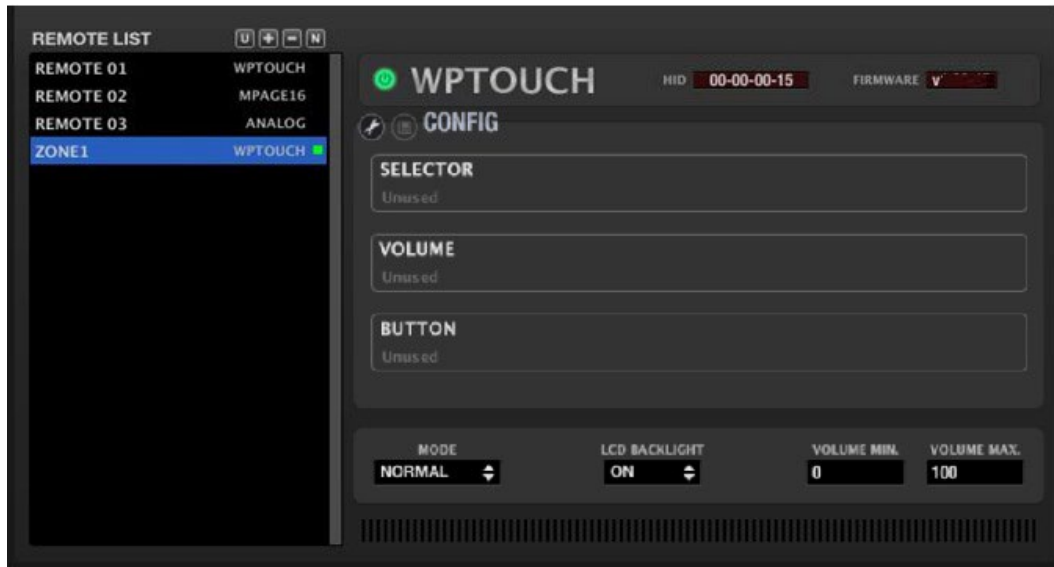 REMOTE LIST U + - N
REMOTE 01 WPTOUCH
REMOTE 02 MPAGE16
REMOTE 03 ANALOG
ZONE1 WPTOUCH
WPTOUCH HID 00-00-00-15 FIRMWARE v
CONFIG
SELECTOR
Unused
VOLUME
Unused
BUTTON
Unused
MODE LCD BACKLIGHT VOLUME MIN. VOLUME MAX.
NORMAL ON 0 100